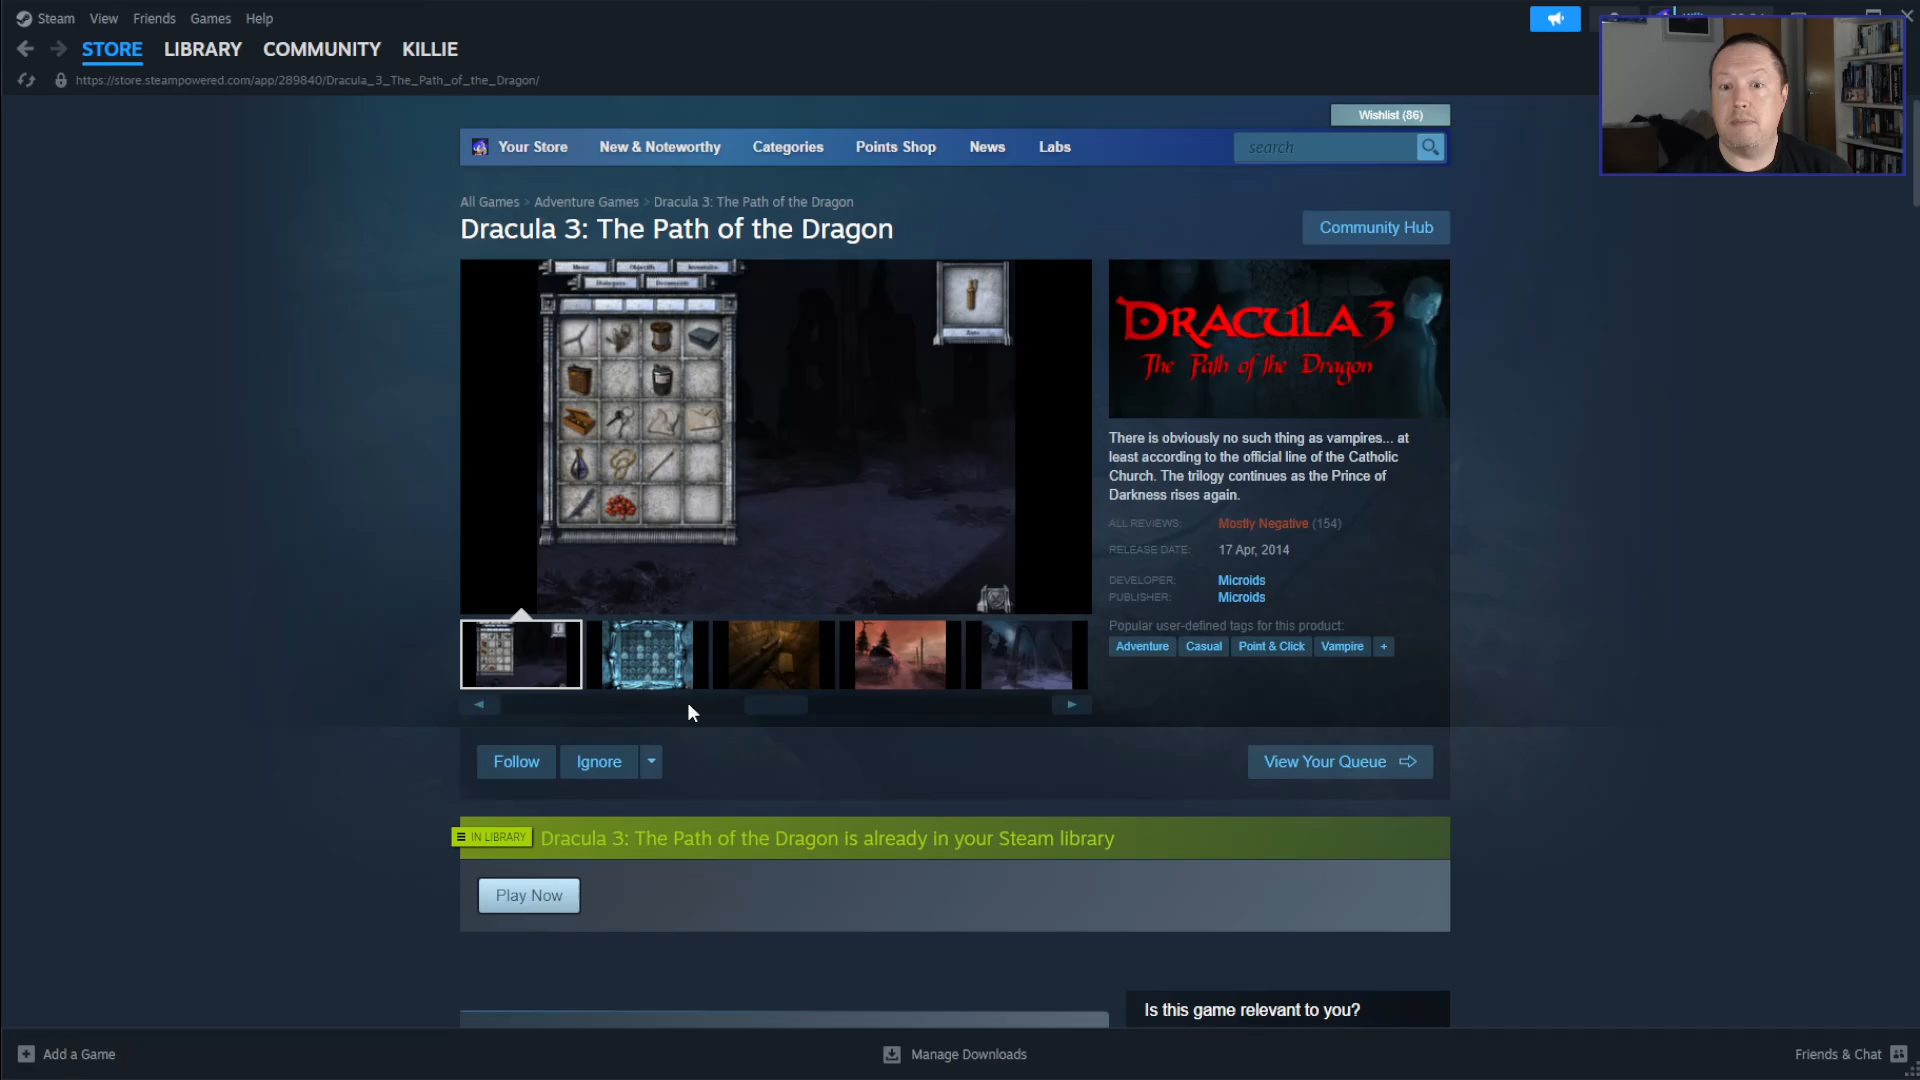 Steam View Friends Games Help
STORE LIBRARY COMMUNITY KILLIE
https://store.steampowered.com/app/289840/Dracula_3_The_Path_of_the_Dragon/
Wishlist (86)
Your Store New & Noteworthy Categories Points Shop News Labs
search
All Games > Adventure Games > Dracula 3: The Path of the Dragon
Dracula 3: The Path of the Dragon
Community Hub
DRACULA 3
The Path of the Dragon
There is obviously no such thing as vampires... at
least according to the official line of the Catholic
Church. The trilogy continues as the Prince of
Darkness rises again.
ALL REVIEWS: Mostly Negative (154)
RELEASE DATE: 17 Apr, 2014
DEVELOPER: Microids
PUBLISHER: Microids
Popular user-defined tags for this product:
Adventure Casual Point & Click Vampire +
Follow Ignore
View Your Queue
IN LIBRARY Dracula 3: The Path of the Dragon is already in your Steam library
Play Now
Is this game relevant to you?
Add a Game
Manage Downloads
Friends & Chat